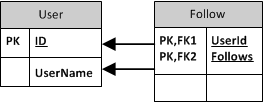 User
PK ID
UserName
Follow
PK,FK1 UserId
PK,FK2 Follows